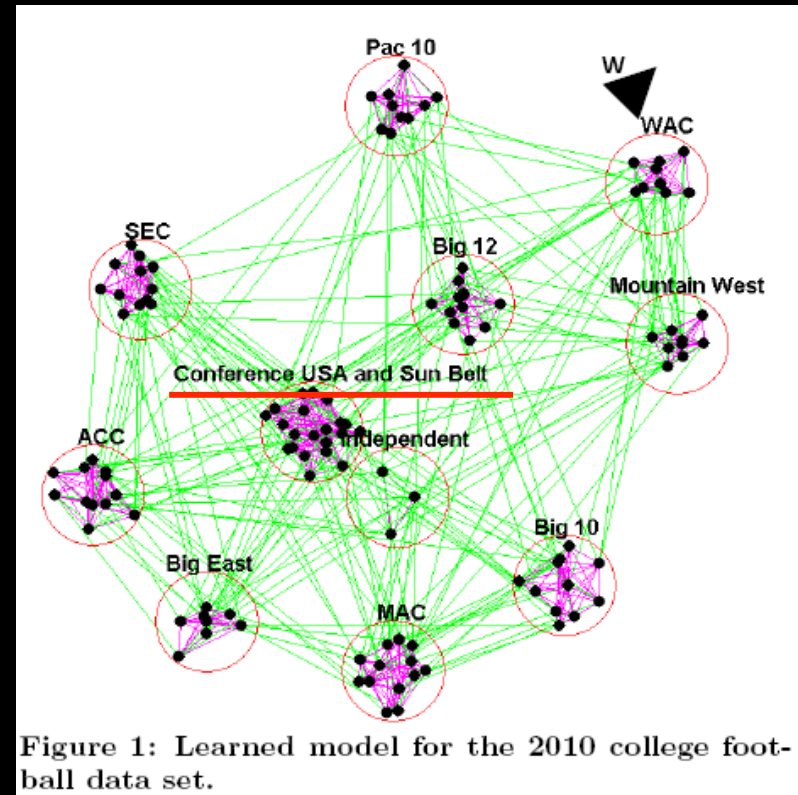 Pac 10
W
WAC
SEC
Big 12
Mountain West
Conference USA and Sun Belt
ACC
Independent
Big 10
Big East
MAC
Figure 1: Learned model for the 2010 college foot-
ball data set.